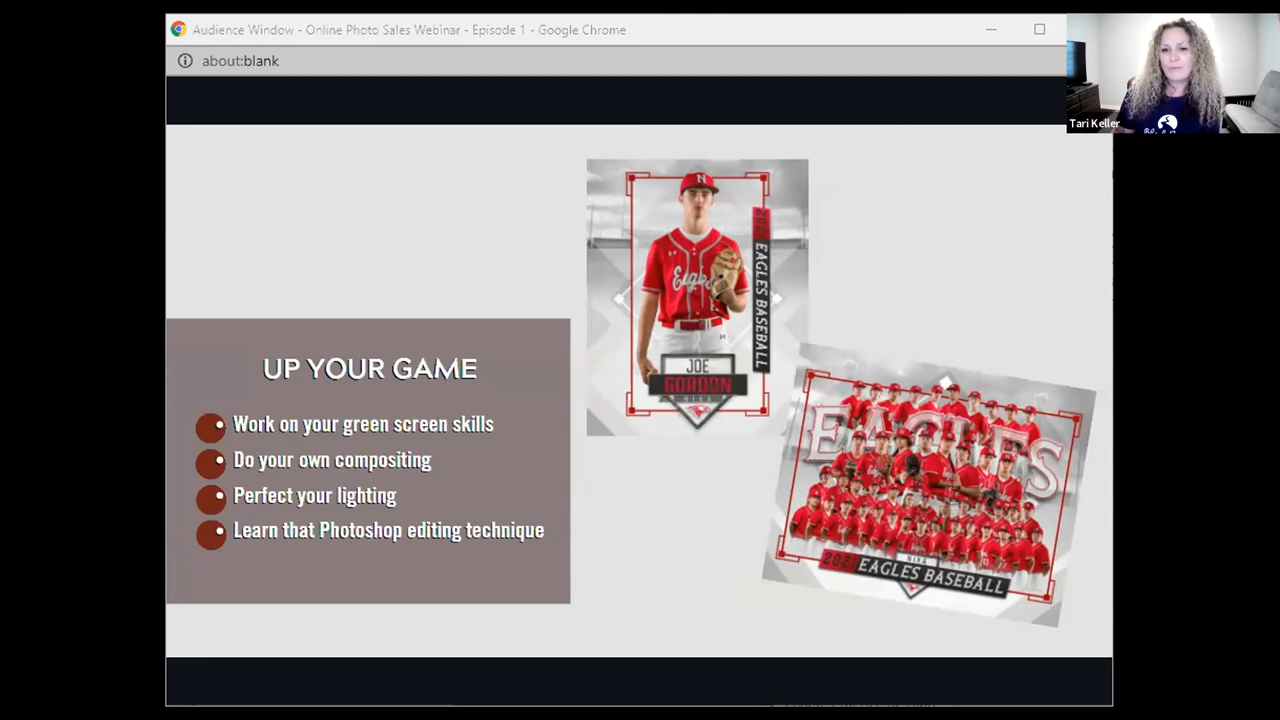 Audience Window - Online Photo Sales Webinar - Episode 1 - Google Chrome
about:blank
Tari Keller
N
Eagles
EAGLES BASEBALL
JOE
GORDON
UP YOUR GAME
• Work on your green screen skills
• Do your own compositing
• Perfect your lighting
• Learn that Photoshop editing technique
EAGLES
NIXA
EAGLES BASEBALL